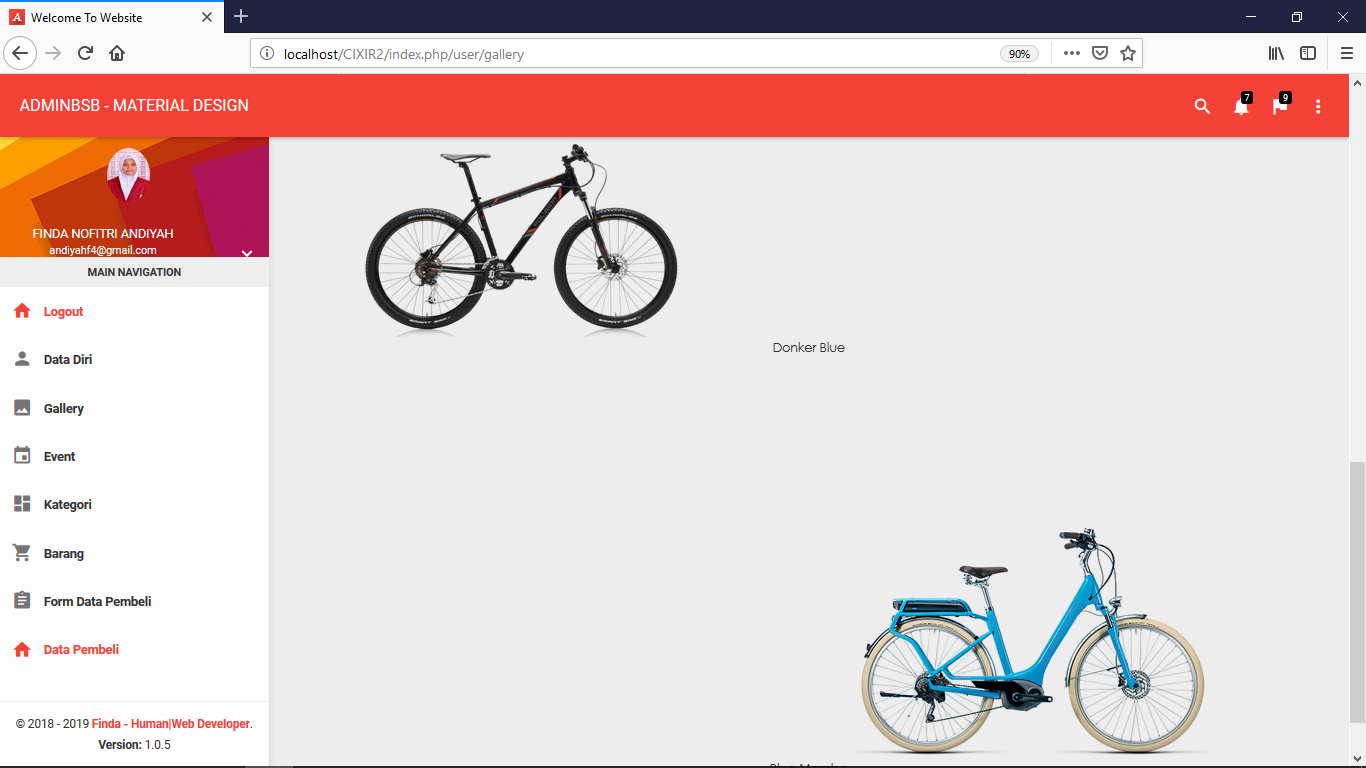 Welcome To Website
localhost/CIXIR2/index.php/user/gallery
90%
ADMINBSB - MATERIAL DESIGN
7
9
FINDA NOFITRI ANDIYAH
andiyahf4@gmail.com
MAIN NAVIGATION
Logout
Data Diri
Gallery
Event
Kategori
Barang
Form Data Pembeli
Data Pembeli
© 2018 - 2019 Finda - Human|Web Developer.
Version: 1.0.5
Donker Blue